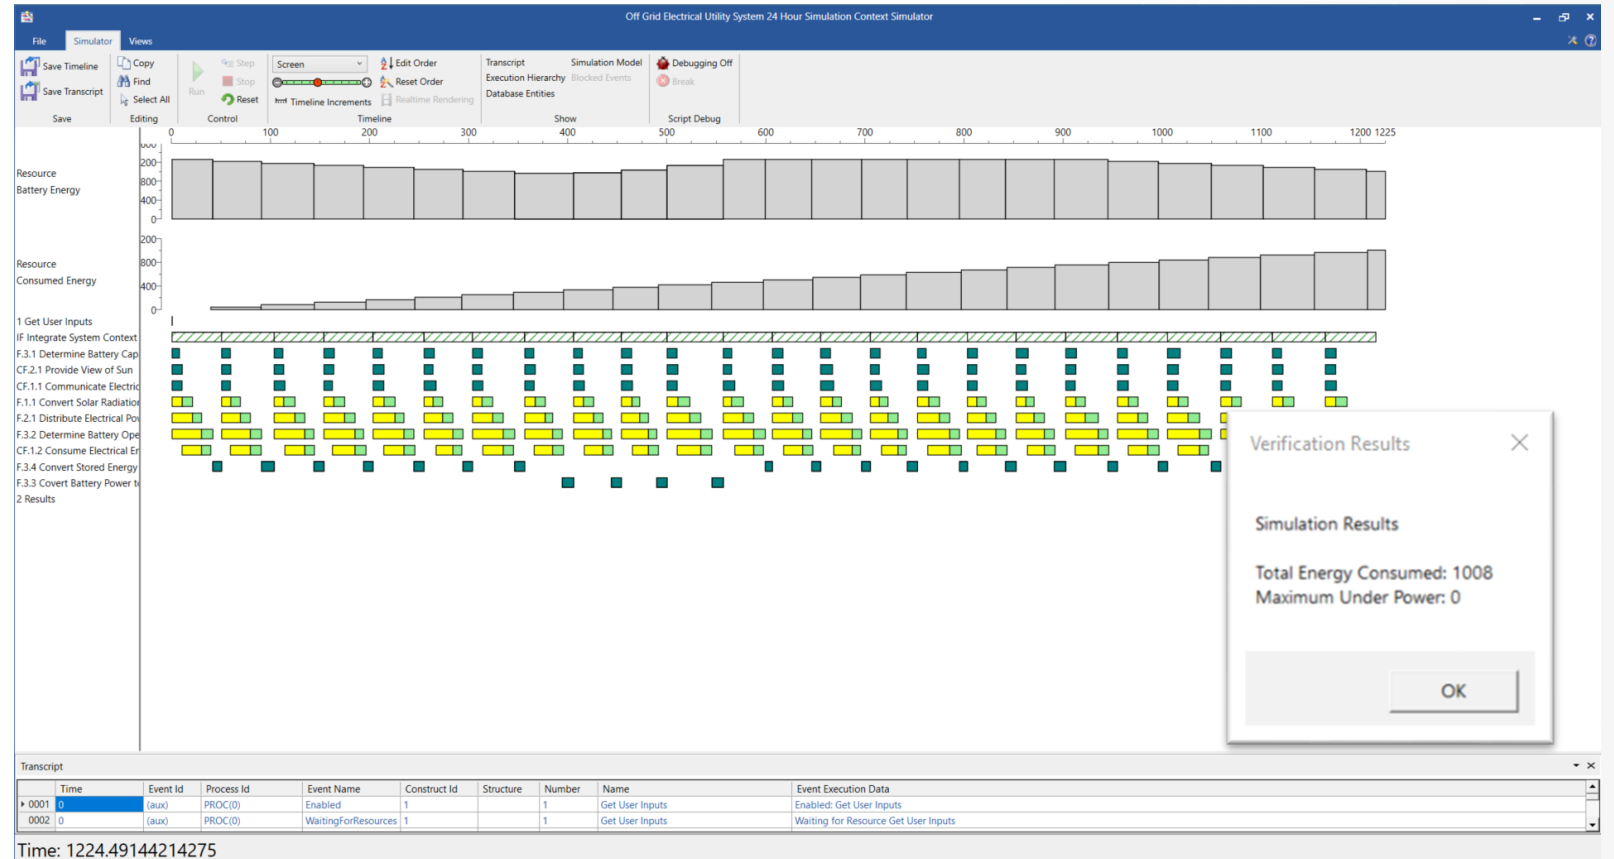 Off Grid Electrical Utility System 24 Hour Simulation Context Simulator
File Simulator Views
Save Timeline
Save Transcript
Save
Copy
Find
Select All
Editing
Run
Step
Stop
Reset
Control
Screen
Timeline Increments
Edit Order
Reset Order
Realtime Rendering
Timeline
Transcript
Execution Hierarchy
Database Entities
Simulation Model
Blocked Events
Show
Debugging Off
Break
Script Debug
0 100 200 300 400 500 600 700 800 900 1000 1100 1200 1225
Resource
Battery Energy
200
800
400
0
Resource
Consumed Energy
200
800
400
0
1 Get User Inputs
IF Integrate System Context
F.3.1 Determine Battery Cap
CF.2.1 Provide View of Sun
CF.1.1 Communicate Electric
F.1.1 Convert Solar Radiation
F.2.1 Distribute Electrical Pow
F.3.2 Determine Battery Ope
CF.1.2 Consume Electrical En
F.3.4 Convert Stored Energy
F.3.3 Covert Battery Power to
2 Results
Verification Results
Simulation Results
Total Energy Consumed: 1008
Maximum Under Power: 0
OK
Transcript
Time Event Id Process Id Event Name Construct Id Structure Number Name Event Execution Data
0001 0 (aux) PROC(0) Enabled 1 1 Get User Inputs Enabled: Get User Inputs
0002 0 (aux) PROC(0) WaitingForResources 1 1 Get User Inputs Waiting for Resource Get User Inputs
Time: 1224.49144214275